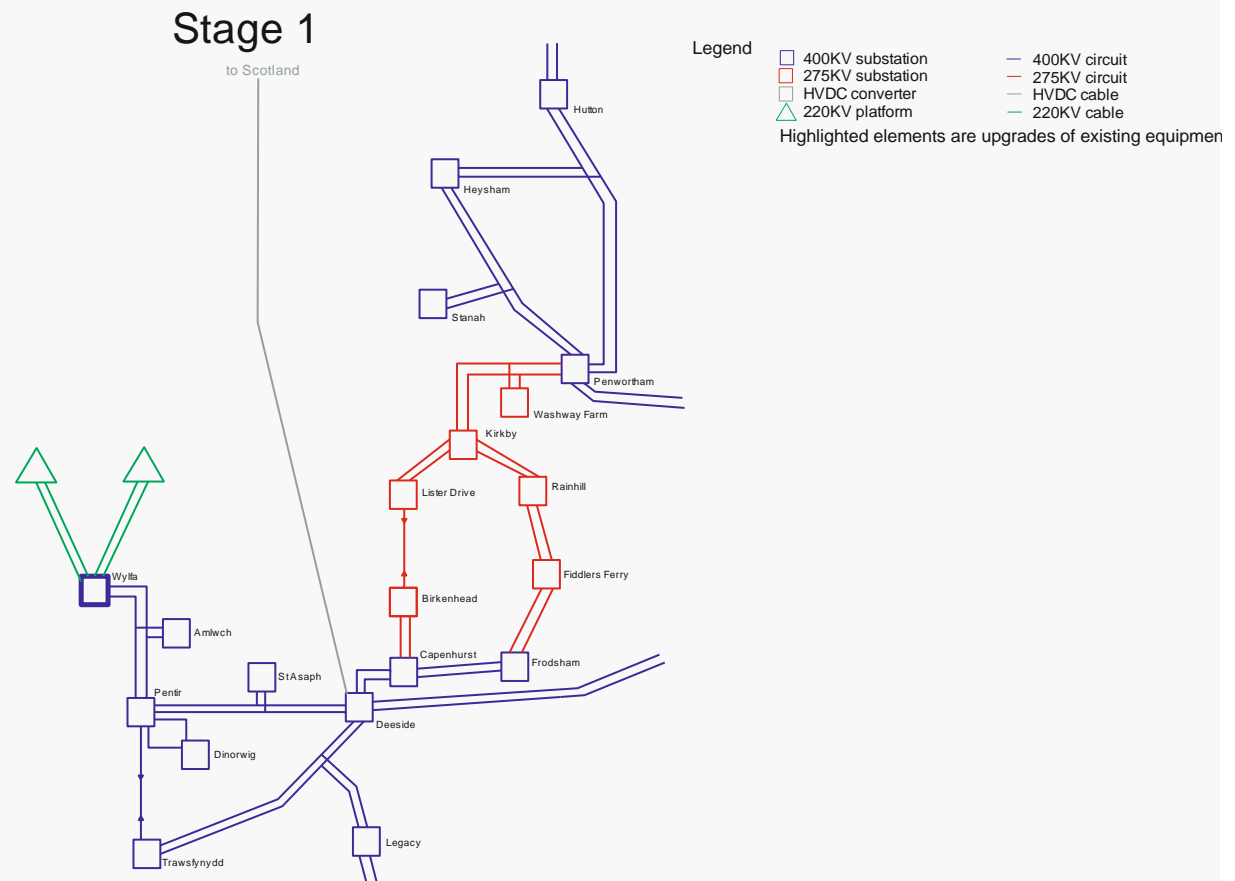 Stage 1
to Scotland
Legend
400KV substation
275KV substation
HVDC converter
220KV platform
400KV circuit
275KV circuit
HVDC cable
220KV cable
Highlighted elements are upgrades of existing equipmen
Hutton
Heysham
Stanah
Penwortham
Washway Farm
Kirkby
Lister Drive
Rainhill
Fiddlers Ferry
Wylfa
Birkenhead
Amlwch
Capenhurst
Frodsham
St Asaph
Pentir
Deeside
Dinorwig
Legacy
Trawsfynydd